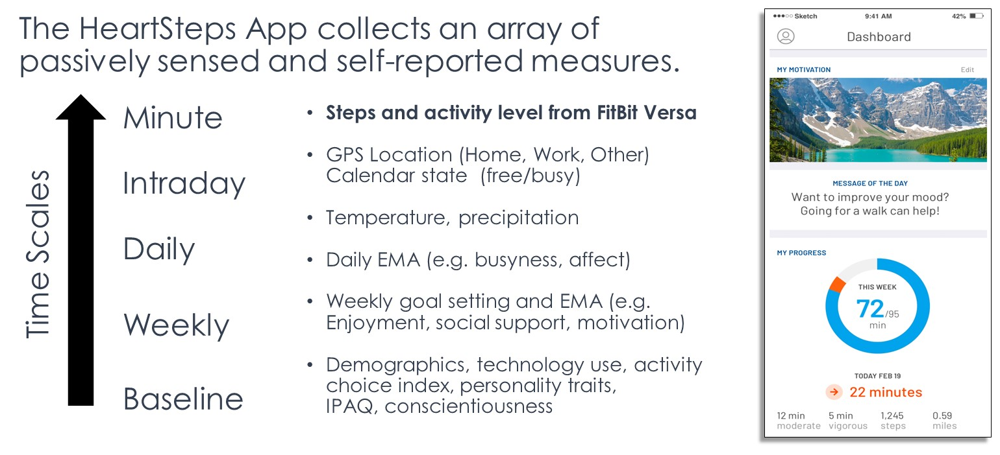 The HeartSteps App collects an array of
passively sensed and self-reported measures.
Time Scales
Minute
Intraday
Daily
Weekly
Baseline
• Steps and activity level from FitBit Versa
• GPS Location (Home, Work, Other)
Calendar state (free/busy)
• Temperature, precipitation
• Daily EMA (e.g. busyness, affect)
• Weekly goal setting and EMA (e.g.
Enjoyment, social support, motivation)
• Demographics, technology use, activity
choice index, personality traits,
IPAQ, conscientiousness
Sketch 9:41 AM 42%
Dashboard
MY MOTIVATION Edit
MESSAGE OF THE DAY
Want to improve your mood?
Going for a walk can help!
MY PROGRESS
THIS WEEK
72/95
min
TODAY FEB 19
22 minutes
12 min 5 min 1,245 0.59
moderate vigorous steps miles